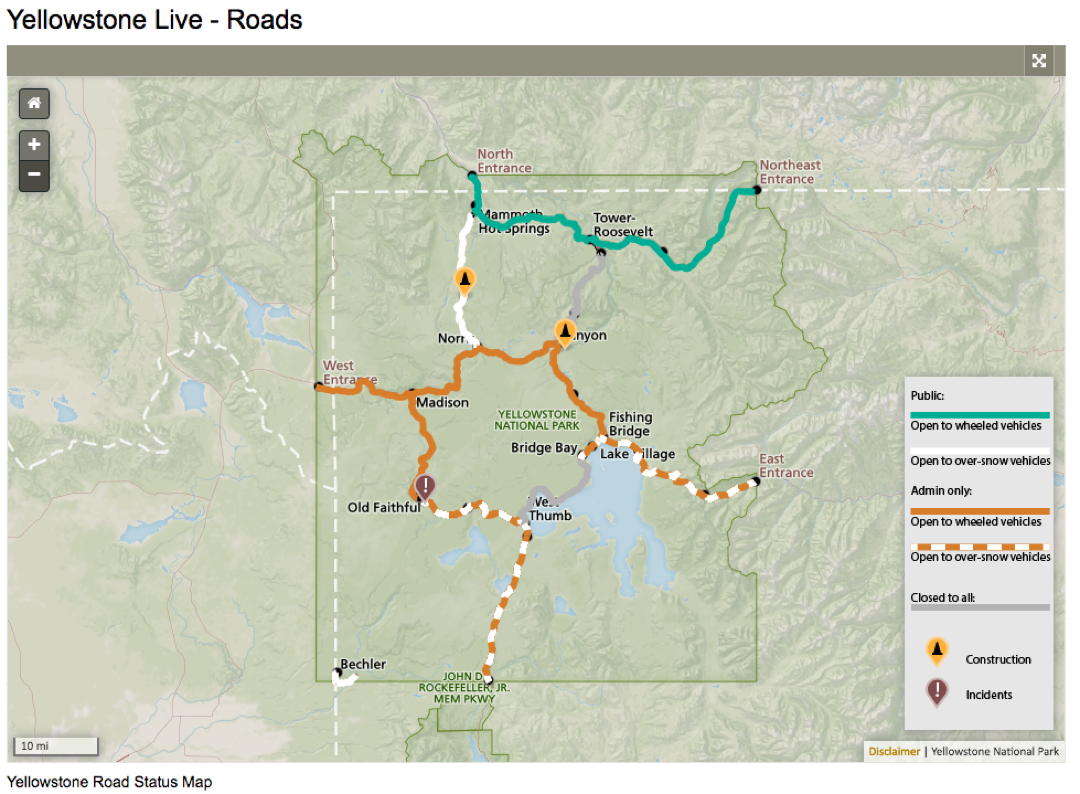 Yellowstone Live - Roads
North
Entrance
Northeast
Entrance
Mammoth
Hot Springs
Tower-
Roosevelt
Norr
nyon
West
Entrance
Madison
YELLOWSTONE
NATIONAL PARK
Fishing
Bridge
Bridge Bay
Lake Village
East
Entrance
Old Faithful
West
Thumb
Bechler
JOHN D
ROCKEFELLER, JR.
MEM PKWY
Public:
Open to wheeled vehicles
Open to over-snow vehicles
Admin only:
Open to wheeled vehicles
Open to over-snow vehicles
Closed to all:
Construction
Incidents
10 mi
Disclaimer | Yellowstone National Park
Yellowstone Road Status Map